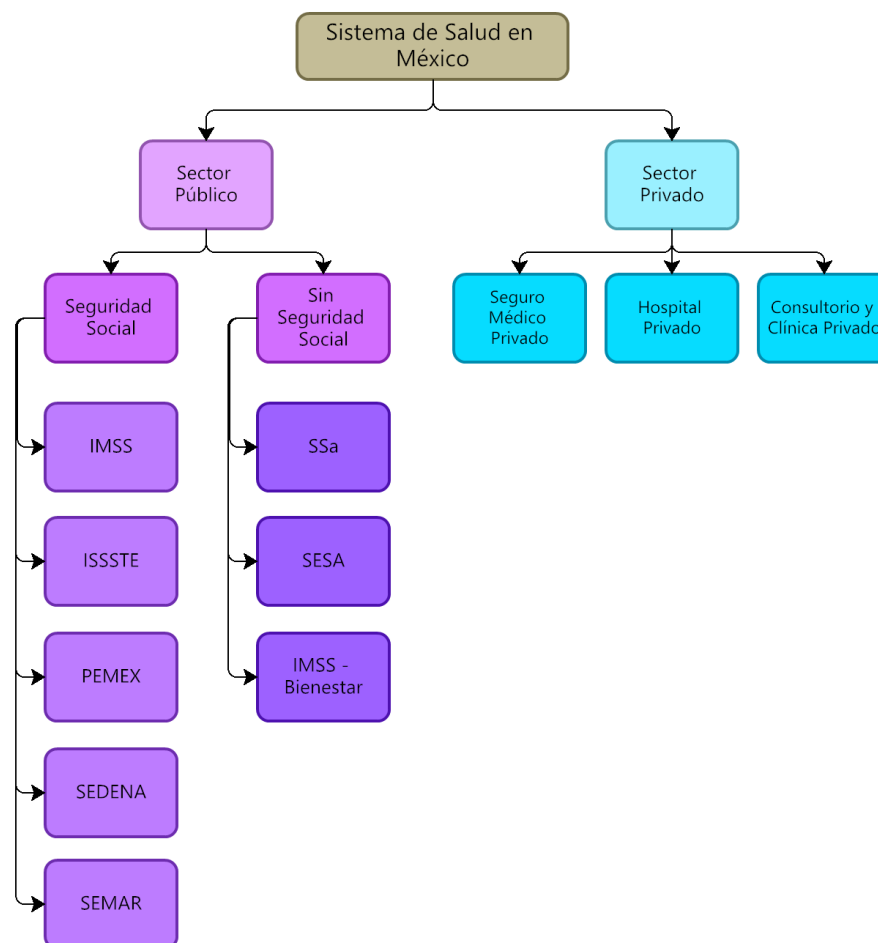 Sistema de Salud en
México
Sector
Público
Sector
Privado
Seguridad
Social
Sin
Seguridad
Social
Seguro
Médico
Privado
Hospital
Privado
Consultorio y
Clínica Privado
IMSS
SSa
ISSSTE
SESA
PEMEX
IMSS -
Bienestar
SEDENA
SEMAR